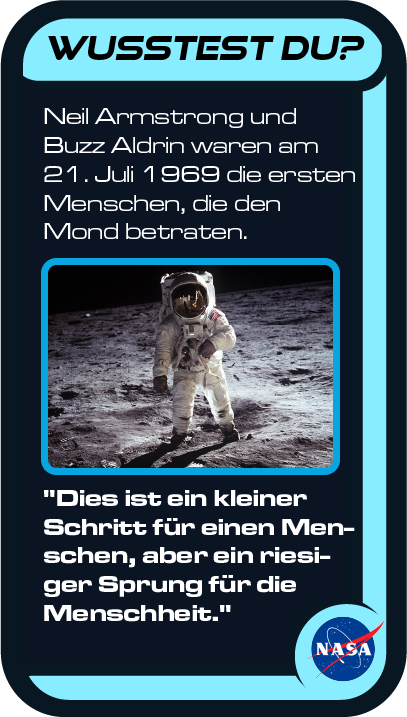 WUSSTEST DU?
Neil Armstrong und
Buzz Aldrin waren am
21. Juli 1969 die ersten
Menschen, die den
Mond betraten.
"Dies ist ein kleiner
Schritt für einen Men-
schen, aber ein riesi-
ger Sprung für die
Menschheit."
NASA